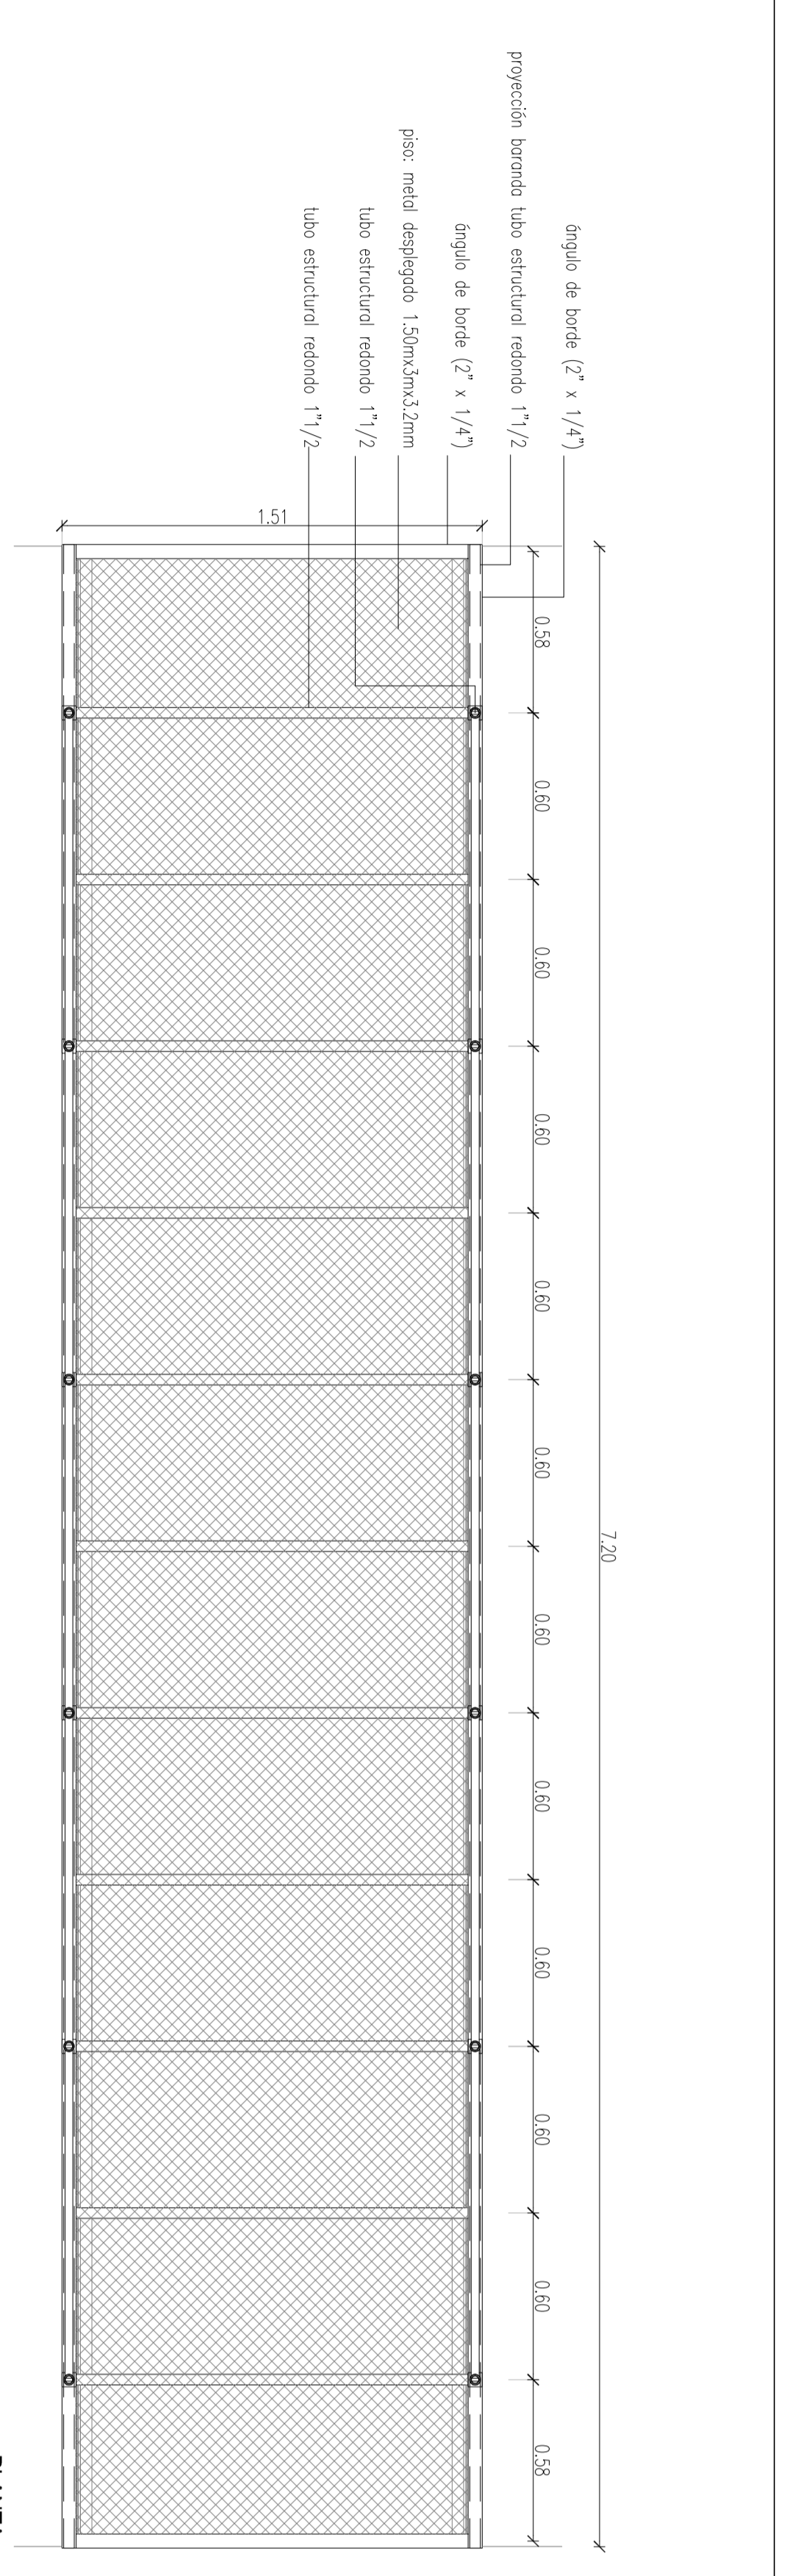 ángulo de borde (2" x 1/4")
proyección baranda tubo estructural redondo 1"1/2
ángulo de borde (2" x 1/4")
piso: metal desplegado 1.50mx3mx3.2mm
tubo estructural redondo 1"1/2
tubo estructural redondo 1"1/2
7.20
0.58
0.60
0.60
0.60
0.60
0.60
0.60
0.60
0.60
0.60
0.60
0.58
1.51